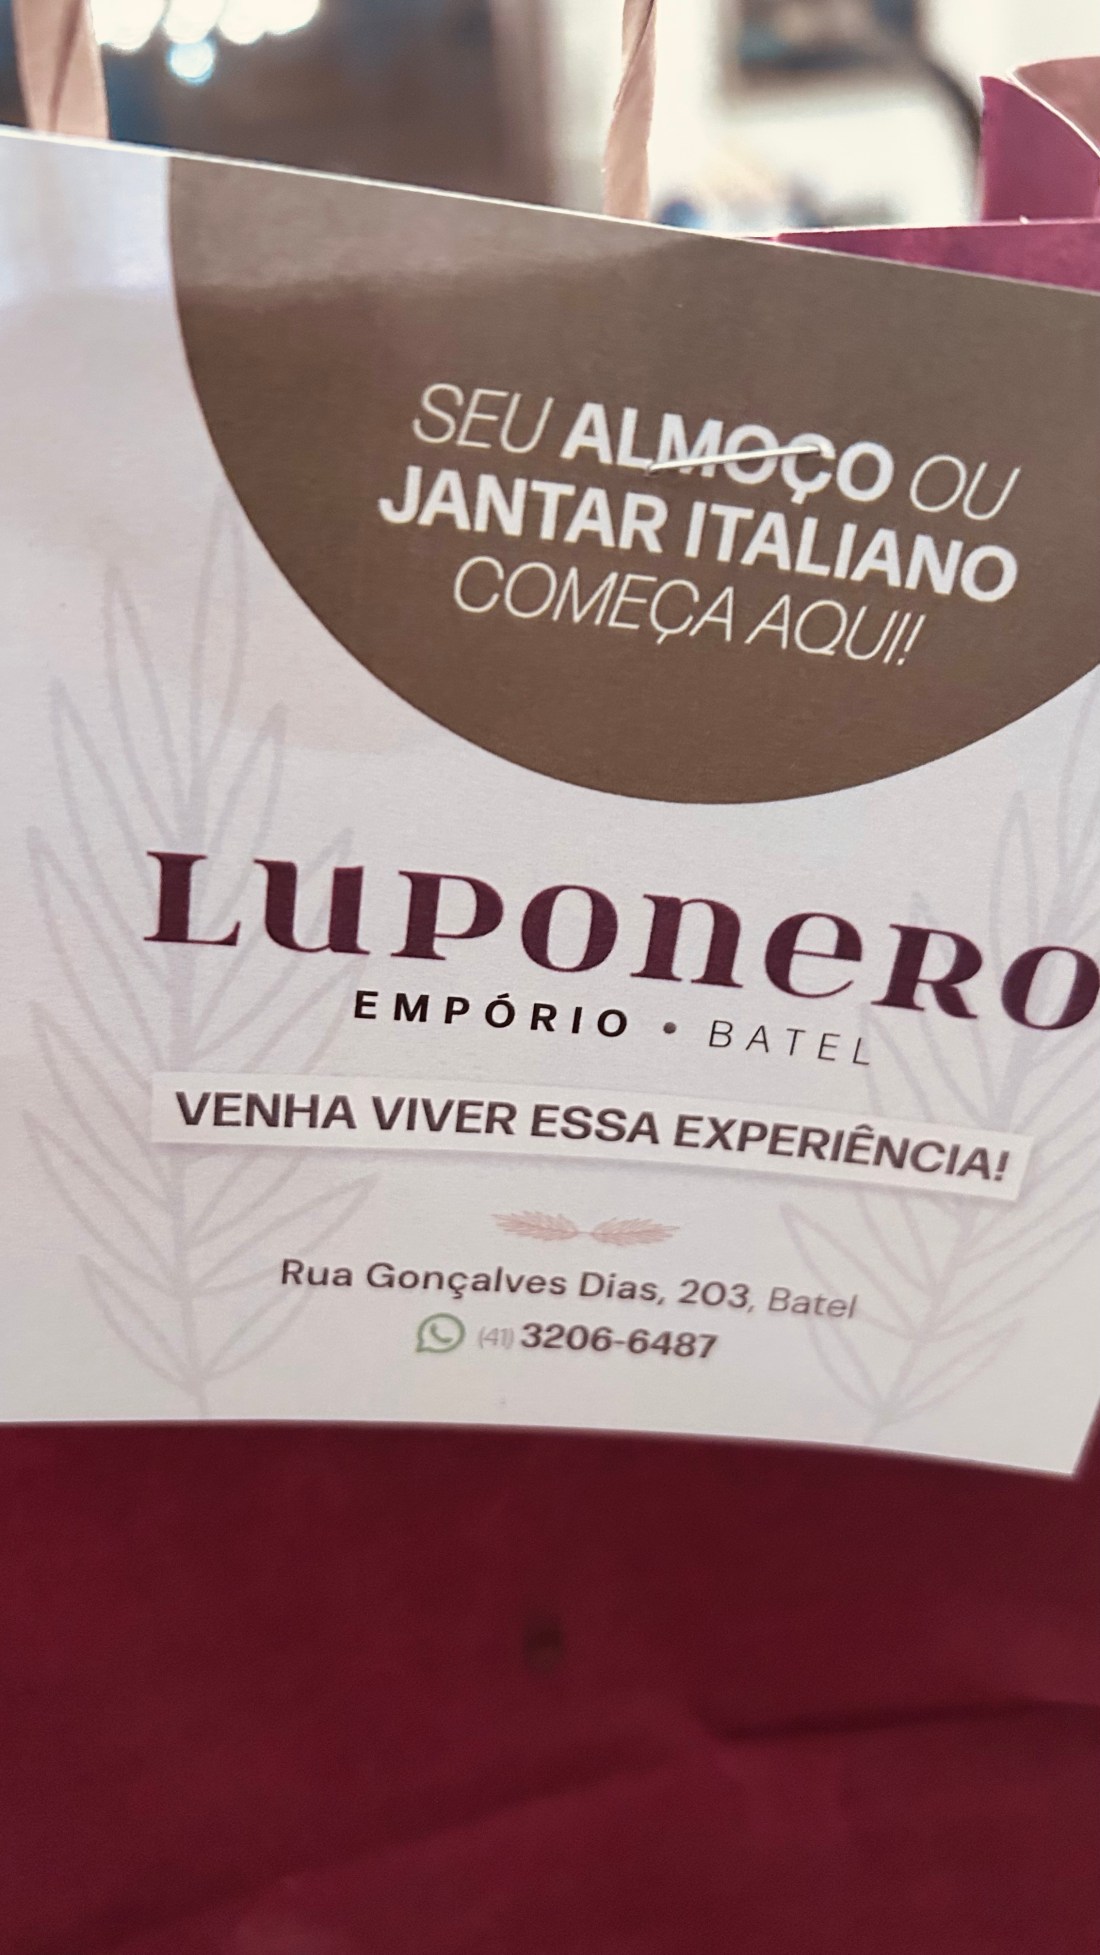 SEU ALMOÇO OU
JANTAR ITALIANO
COMEÇA AQUI!
LUPONERO
EMPÓRIO • BATEL
VENHA VIVER ESSA EXPERIÊNCIA!
Rua Gonçalves Dias, 203, Batel
(41) 3206-6487